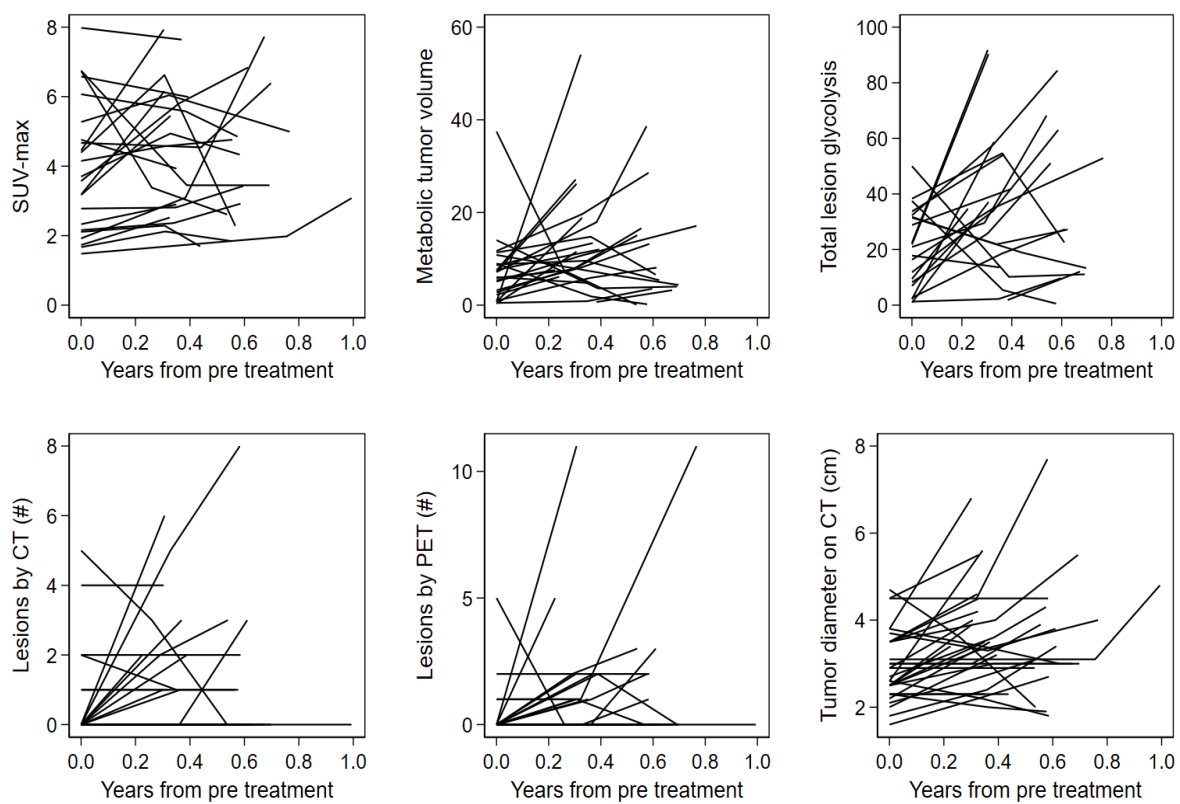 SUV-max
8
6
4
2
0
0.0 0.2 0.4 0.6 0.8 1.0
Years from pre treatment
Metabolic tumor volume
60
40
20
0
0.0 0.2 0.4 0.6 0.8 1.0
Years from pre treatment
Total lesion glycolysis
100
80
60
40
20
0
0.0 0.2 0.4 0.6 0.8 1.0
Years from pre treatment
Lesions by CT (#)
8
6
4
2
0
0.0 0.2 0.4 0.6 0.8 1.0
Years from pre treatment
Lesions by PET (#)
10
5
0
0.0 0.2 0.4 0.6 0.8 1.0
Years from pre treatment
Tumor diameter on CT (cm)
8
6
4
2
0.0 0.2 0.4 0.6 0.8 1.0
Years from pre treatment